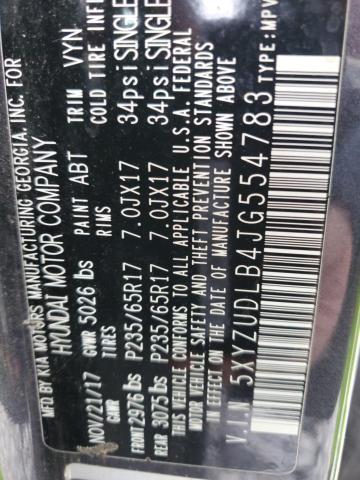 MFD BY KIA MOTORS MANUFACTURING GEORGIA, INC. FOR
HYUNDAI MOTOR COMPANY
NOV/21/17 PAINT ABT TRIM VYN
GVWR 5026 lbs
GAWR TIRES RIMS COLD TIRE INF
FRONT 2976 lbs P235/65R17 7.0JX17 34psi SINGLE
REAR 3075 lbs P235/65R17 7.0JX17 34psi SINGLE
THIS VEHICLE CONFORMS TO ALL APPLICABLE U.S.A. FEDERAL
MOTOR VEHICLE SAFETY AND THEFT PREVENTION STANDARDS
IN EFFECT ON THE DATE OF MANUFACTURE SHOWN ABOVE
V.I.N 5XYZUDLB4JG554783 TYPE:MPV